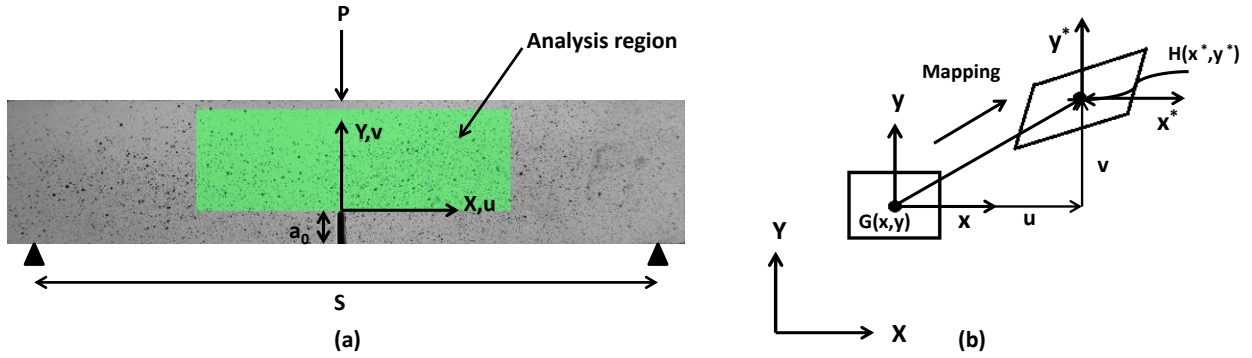 P
Analysis region
Y,v
X,u
a₀
S
(a)
y*
H(x*,y*)
Mapping
y
x*
v
G(x,y)
x
u
Y
X
(b)